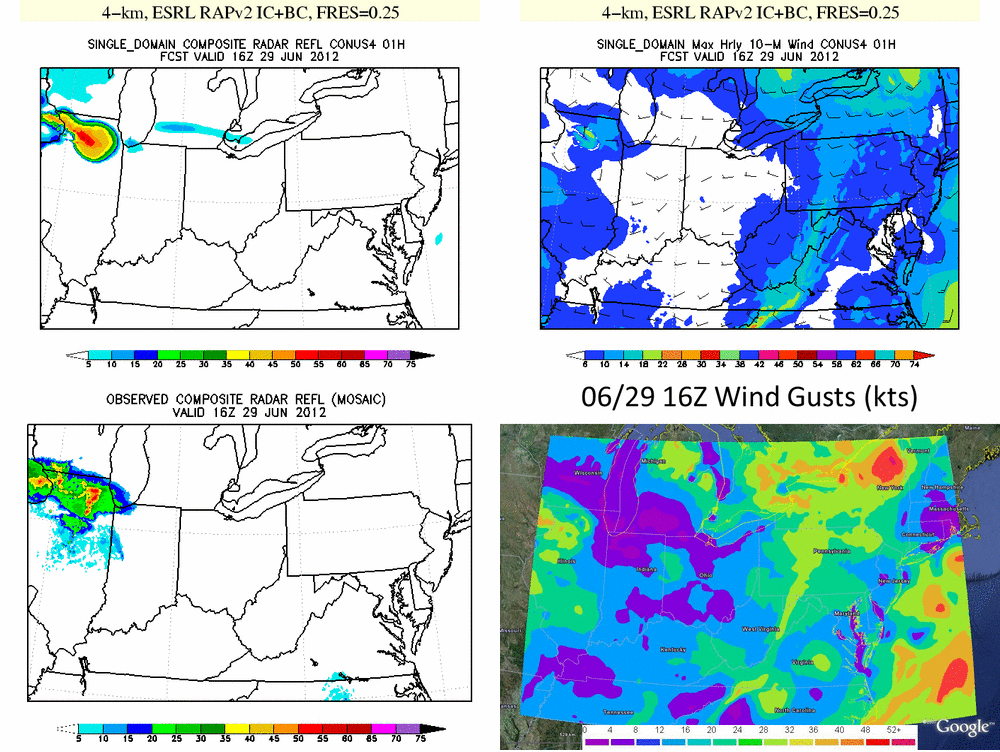 4-km, ESRL RAPv2 IC+BC, FRES=0.25
SINGLE_DOMAIN COMPOSITE RADAR REFL CONUS4 01H
FCST VALID 16Z 29 JUN 2012
5 10 15 20 25 30 35 40 45 50 55 60 65 70 75
4-km, ESRL RAPv2 IC+BC, FRES=0.25
SINGLE_DOMAIN Max Hrly 10-M Wind CONUS4 01H
FCST VALID 16Z 29 JUN 2012
6 10 14 18 22 26 30 34 38 42 46 50 54 58 62 66 70 74
OBSERVED COMPOSITE RADAR REFL (MOSAIC)
VALID 16Z 29 JUN 2012
5 10 15 20 25 30 35 40 45 50 55 60 65 70 75
06/29 16Z Wind Gusts (kts)
Maine
Vermont
Michigan
Wisconsin
New York
New Hampshire
Massachusetts
Connecticut
Pennsylvania
Illinois
Indiana
Ohio
New Jersey
Maryland
West Virginia
Kentucky
Virginia
Tennessee
North Carolina
0 4 8 12 16 20 24 28 32 36 40 44 48 52+
Google